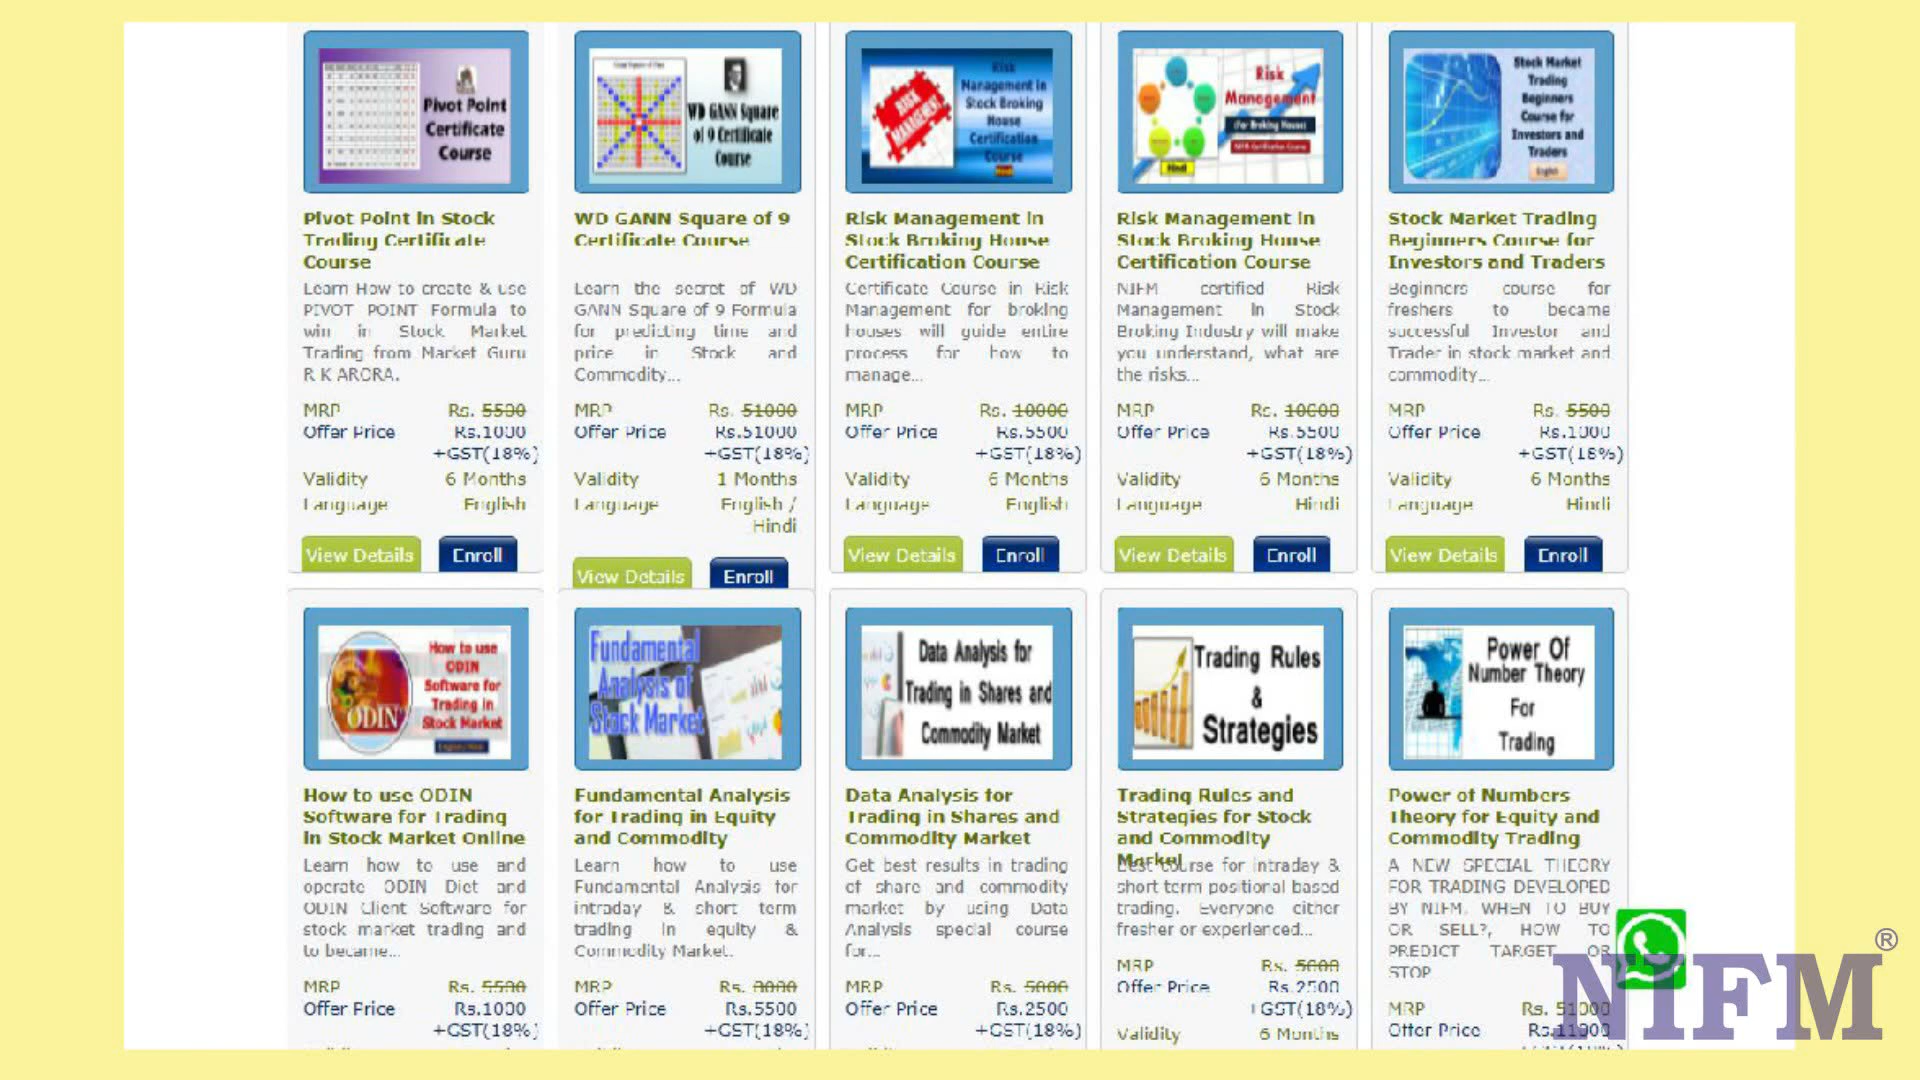 Pivot Point
Certificate
Course
Pivot Point in Stock
Trading Certificate
Course
Learn How to create & use
PIVOT POINT Formula to
win in Stock Market
Trading from Market Guru
R K ARORA.
MRP Rs. 5500
Offer Price Rs.1000
+GST(18%)
Validity 6 Months
Language English
View Details Enroll
WD GANN Square
of 9 Certificate
Course
WD GANN Square of 9
Certificate Course
Learn the secret of WD
GANN Square of 9 Formula
for predicting time and
price in Stock and
Commodity...
MRP Rs. 51000
Offer Price Rs.51000
+GST(18%)
Validity 1 Months
Language English /
Hindi
View Details Enroll
RISK
MANAGEMENT
Risk
Management in
Stock Broking
House
Certification
Course
Risk Management in
Stock Broking House
Certification Course
Certificate Course in Risk
Management for broking
houses will guide entire
process for how to
manage...
MRP Rs. 10000
Offer Price Rs.5500
+GST(18%)
Validity 6 Months
Language English
View Details Enroll
Risk
Management
(For Broking House)
Hindi
Risk Management in
Stock Broking House
Certification Course
NIFM certified Risk
Management in Stock
Broking Industry will make
you understand, what are
the risks...
MRP Rs. 10000
Offer Price Rs.5500
+GST(18%)
Validity 6 Months
Language Hindi
View Details Enroll
Stock Market
Trading
Beginners
Course for
Investors and
Traders
English
Stock Market Trading
Beginners Course for
Investors and Traders
Beginners course for
freshers to became
successful Investor and
Trader in stock market and
commodity...
MRP Rs. 5500
Offer Price Rs.1000
+GST(18%)
Validity 6 Months
Language Hindi
View Details Enroll
ODIN
How to use
ODIN
Software for
Trading in
Stock Market
How to use ODIN
Software for Trading
in Stock Market Online
Learn how to use and
operate ODIN Diet and
ODIN Client Software for
stock market trading and
to became...
MRP Rs. 5500
Offer Price Rs.1000
+GST(18%)
Fundamental
Analysis of
Stock Market
Fundamental Analysis
for Trading in Equity
and Commodity
Learn how to use
Fundamental Analysis for
intraday & short term
trading in equity &
Commodity Market.
MRP Rs. 8000
Offer Price Rs.5500
+GST(18%)
Data Analysis for
Trading in Shares and
Commodity Market
Data Analysis for
Trading in Shares and
Commodity Market
Get best results in trading
of share and commodity
market by using Data
Analysis special course
for...
MRP Rs. 5000
Offer Price Rs.2500
+GST(18%)
Trading Rules
&
Strategies
Trading Rules and
Strategies for Stock
and Commodity
Market
Best course for intraday &
short term positional based
trading. Everyone either
fresher or experienced...
MRP Rs. 5000
Offer Price Rs.2500
+GST(18%)
Validity 6 Months
Power Of
Number Theory
For
Trading
Power of Numbers
Theory for Equity and
Commodity Trading
A NEW SPECIAL THEORY
FOR TRADING DEVELOPED
BY NIFM. WHEN TO BUY
OR SELL?, HOW TO
PREDICT TARGET OR
STOP
MRP Rs. 51000
Offer Price Rs.11000
NIFM®